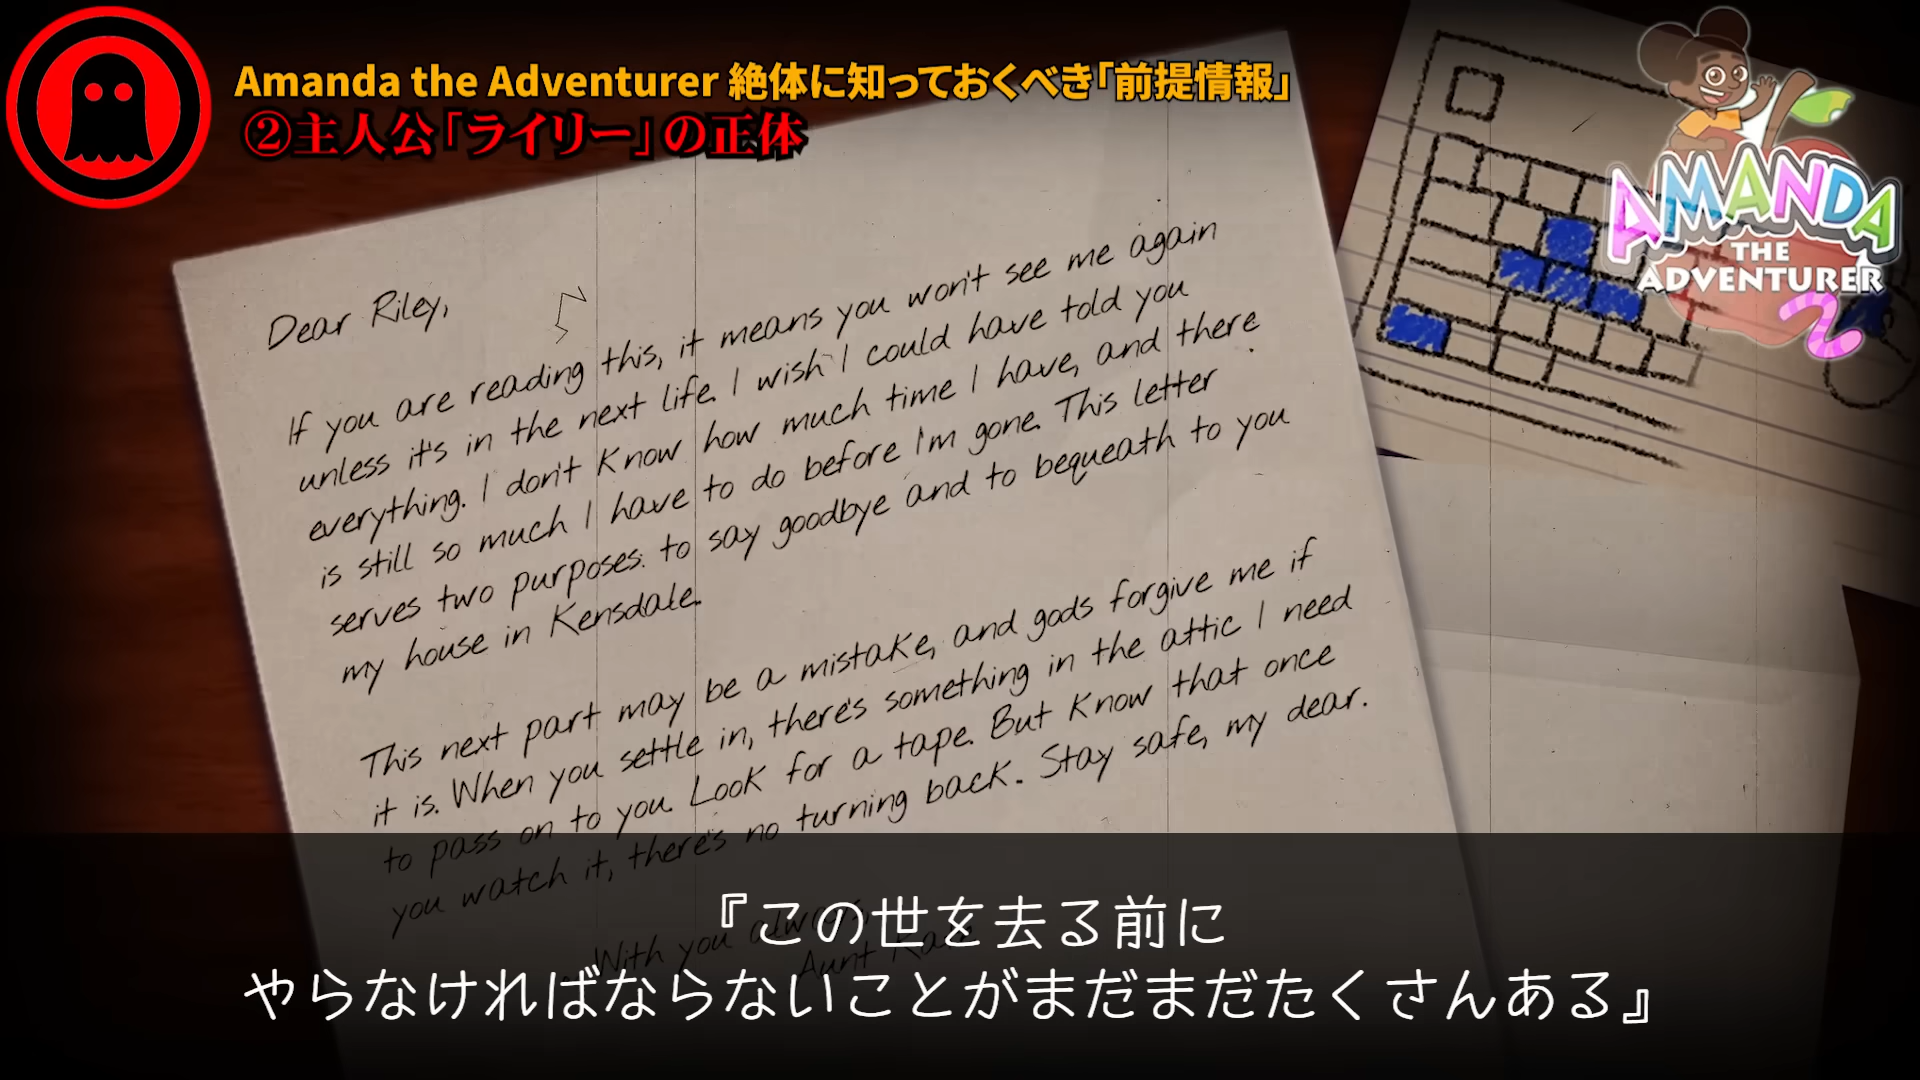 Amanda the Adventurer 絶体に知っておくべき「前提情報」
②主人公「ライリー」の正体
AMANDA
THE
ADVENTURER
2
Dear Riley,
If you are reading this, it means you won't see me again
unless it's in the next life. I wish I could have told you
everything. I don't know how much time I have, and there
is still so much I have to do before I'm gone. This letter
serves two purposes: to say goodbye and to bequeath to you
my house in Kensdale.
This next part may be a mistake, and gods forgive me if
it is. When you settle in, there's something in the attic I need
to pass on to you. Look for a tape. But know that once
you watch it, there's no turning back. Stay safe, my dear.
With you always,
Aunt Kate
『この世を去る前に
やらなければならないことがまだまだたくさんある』